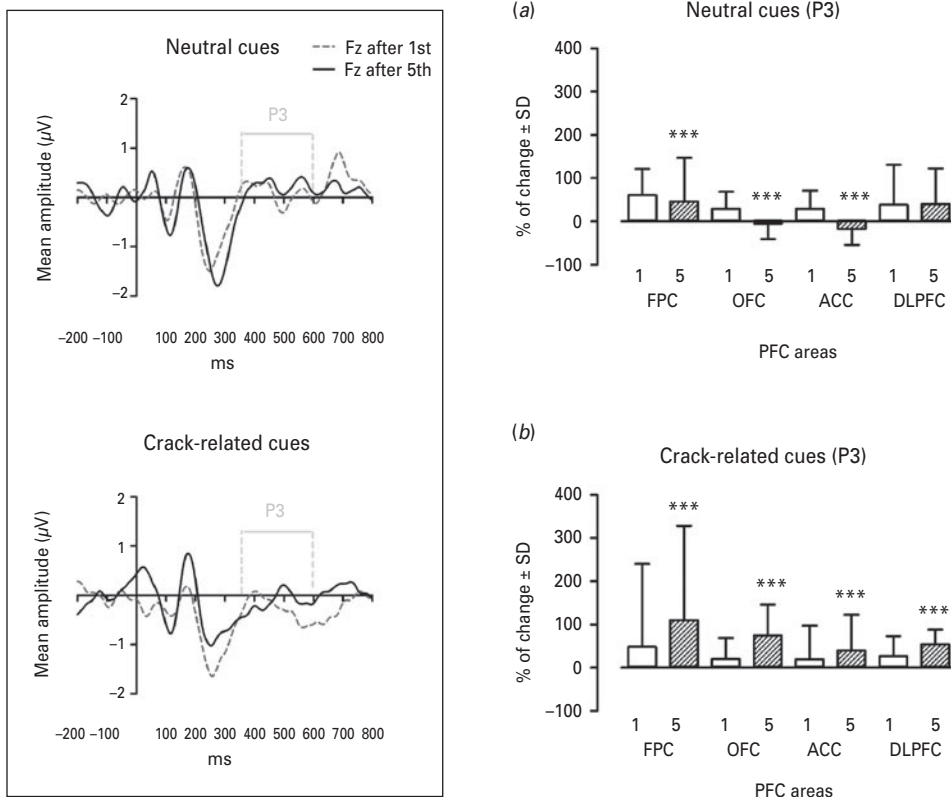 Neutral cues
Fz after 1st
Fz after 5th
P3
Mean amplitude (µV)
2
1
−1
−2
−200 −100 100 200 300 400 500 600 700 800
ms
Crack-related cues
P3
Mean amplitude (µV)
2
1
−1
−2
−200 −100 100 200 300 400 500 600 700 800
ms
(a)
Neutral cues (P3)
% of change ± SD
400
300
200
100
0
−100
***
***
***
1 5 1 5 1 5 1 5
FPC OFC ACC DLPFC
PFC areas
(b)
Crack-related cues (P3)
% of change ± SD
400
300
200
100
0
−100
***
***
***
***
1 5 1 5 1 5 1 5
FPC OFC ACC DLPFC
PFC areas